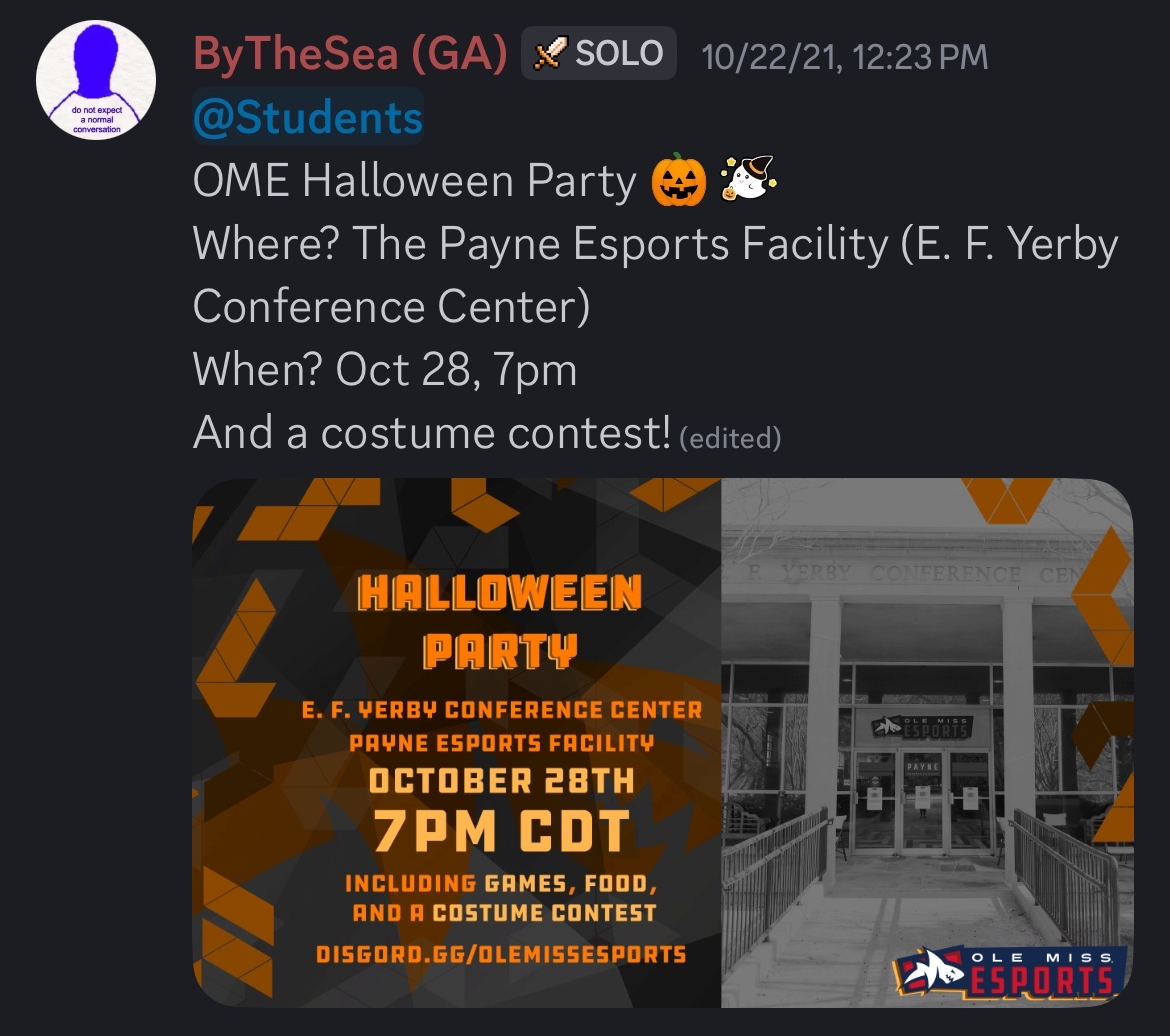 ByTheSea (GA) SOLO 10/22/21, 12:23 PM
do not expect
a normal
conversation
@Students
OME Halloween Party 🎃
Where? The Payne Esports Facility (E. F. Yerby
Conference Center)
When? Oct 28, 7pm
And a costume contest! (edited)
HALLOWEEN
PARTY
E. F. YERBY CONFERENCE CENTER
PAYNE ESPORTS FACILITY
OCTOBER 28TH
7PM CDT
INCLUDING GAMES, FOOD,
AND A COSTUME CONTEST
DISGORD.GG/OLEMISSESPORTS
E YERBY CONFERENCE CEN
OLE MISS
ESPORTS
PAYNE
OLE MISS
ESPORTS